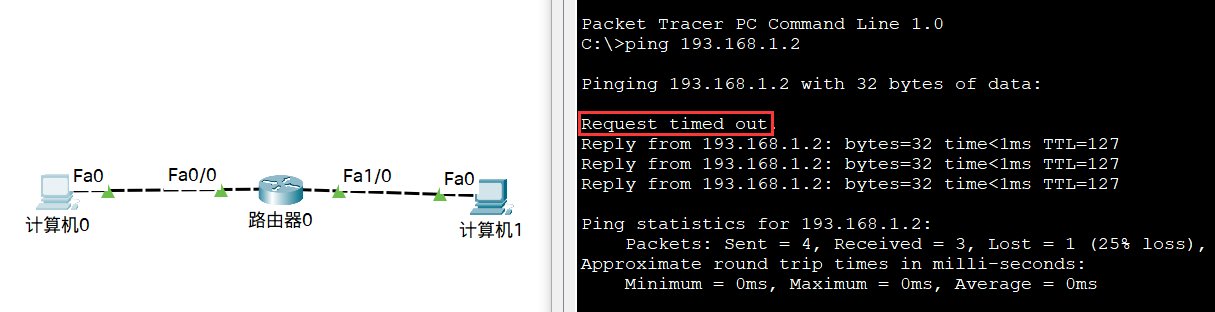 Fa0
Fa0/0
Fa1/0
Fa0
计算机0
路由器0
计算机1
Packet Tracer PC Command Line 1.0
C:\>ping 193.168.1.2
Pinging 193.168.1.2 with 32 bytes of data:
Request timed out.
Reply from 193.168.1.2: bytes=32 time<1ms TTL=127
Reply from 193.168.1.2: bytes=32 time<1ms TTL=127
Reply from 193.168.1.2: bytes=32 time<1ms TTL=127
Ping statistics for 193.168.1.2:
Packets: Sent = 4, Received = 3, Lost = 1 (25% loss),
Approximate round trip times in milli-seconds:
Minimum = 0ms, Maximum = 0ms, Average = 0ms